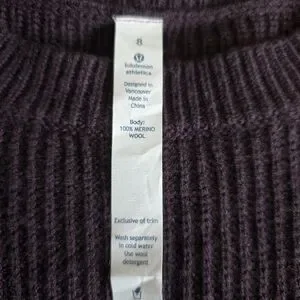 8
lululemon
athletica
Designed in
Vancouver
Made in
China
Body:
100% MERINO
WOOL
Exclusive of trim
Wash separately
in cold water
Use wool
detergent